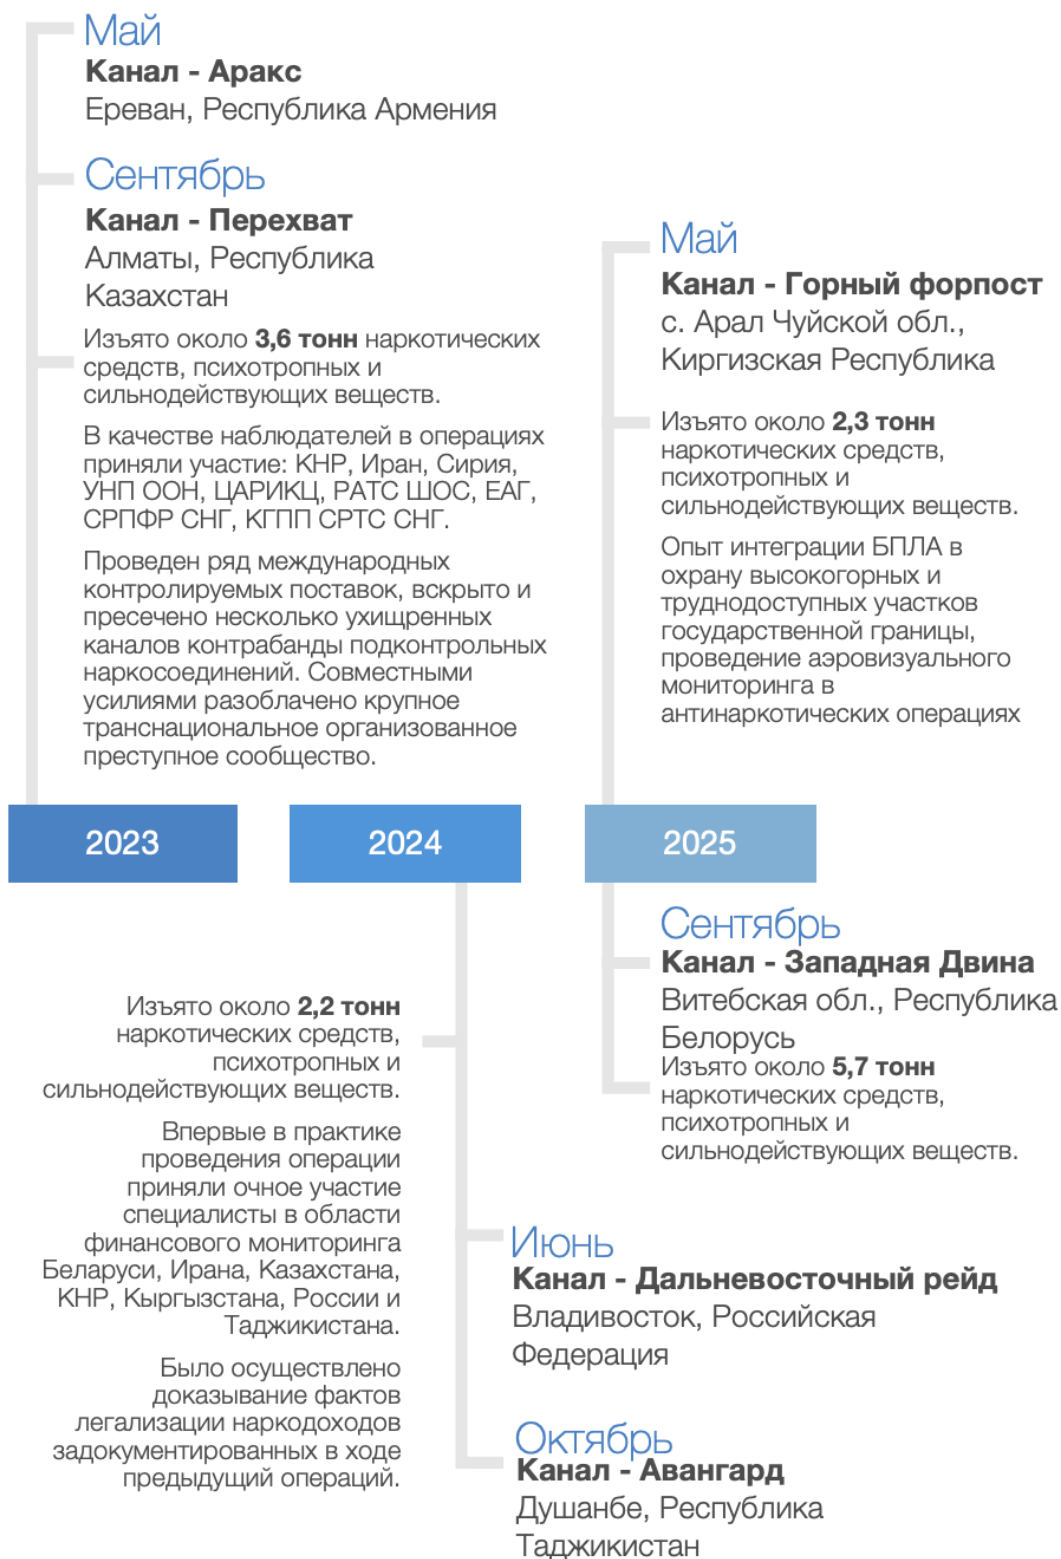 Май
Канал - Аракс
Ереван, Республика Армения
Сентябрь
Канал - Перехват
Алматы, Республика
Казахстан
Изъято около 3,6 тонн наркотических
средств, психотропных и
сильнодействующих веществ.
В качестве наблюдателей в операциях
приняли участие: КНР, Иран, Сирия,
УНП ООН, ЦАРИКЦ, РАТС ШОС, ЕАГ,
СРПФР СНГ, КГПП СРТС СНГ.
Проведен ряд международных
контролируемых поставок, вскрыто и
пресечено несколько ухищренных
каналов контрабанды подконтрольных
наркосоединений. Совместными
усилиями разоблачено крупное
транснациональное организованное
преступное сообщество.
Май
Канал - Горный форпост
с. Арал Чуйской обл.,
Киргизская Республика
Изъято около 2,3 тонн
наркотических средств,
психотропных и
сильнодействующих веществ.
Опыт интеграции БПЛА в
охрану высокогорных и
труднодоступных участков
государственной границы,
проведение аэровизуального
мониторинга в
антинаркотических операциях
2023
2024
2025
Изъято около 2,2 тонн
наркотических средств,
психотропных и
сильнодействующих веществ.
Впервые в практике
проведения операции
приняли очное участие
специалисты в области
финансового мониторинга
Беларуси, Ирана, Казахстана,
КНР, Кыргызстана, России и
Таджикистана.
Было осуществлено
доказывание фактов
легализации наркодоходов
задокументированных в ходе
предыдущий операций.
Июнь
Канал - Дальневосточный рейд
Владивосток, Российская
Федерация
Октябрь
Канал - Авангард
Душанбе, Республика
Таджикистан
Сентябрь
Канал - Западная Двина
Витебская обл., Республика
Белорусь
Изъято около 5,7 тонн
наркотических средств,
психотропных и
сильнодействующих веществ.